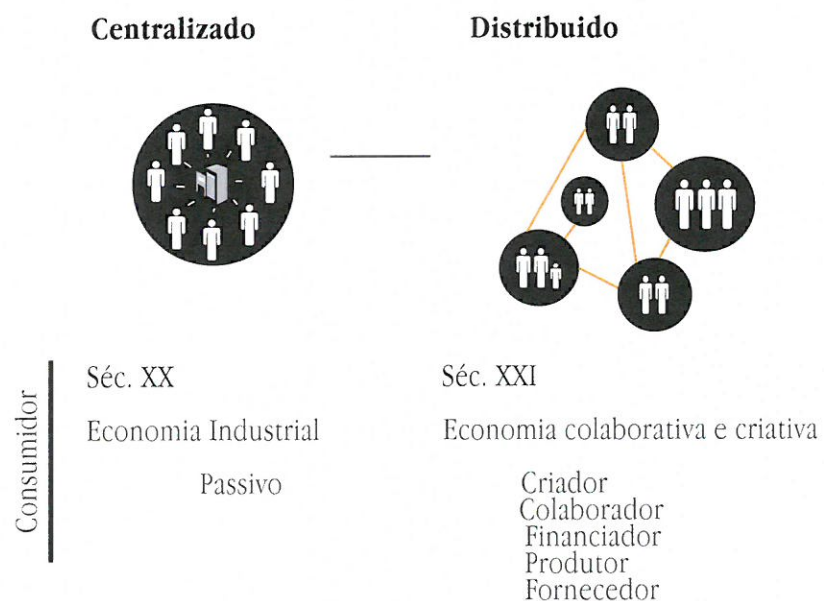 Centralizado
Distribuido
Consumidor
Séc. XX
Economia Industrial
Passivo
Séc. XXI
Economia colaborativa e criativa
Criador
Colaborador
Financiador
Produtor
Fornecedor